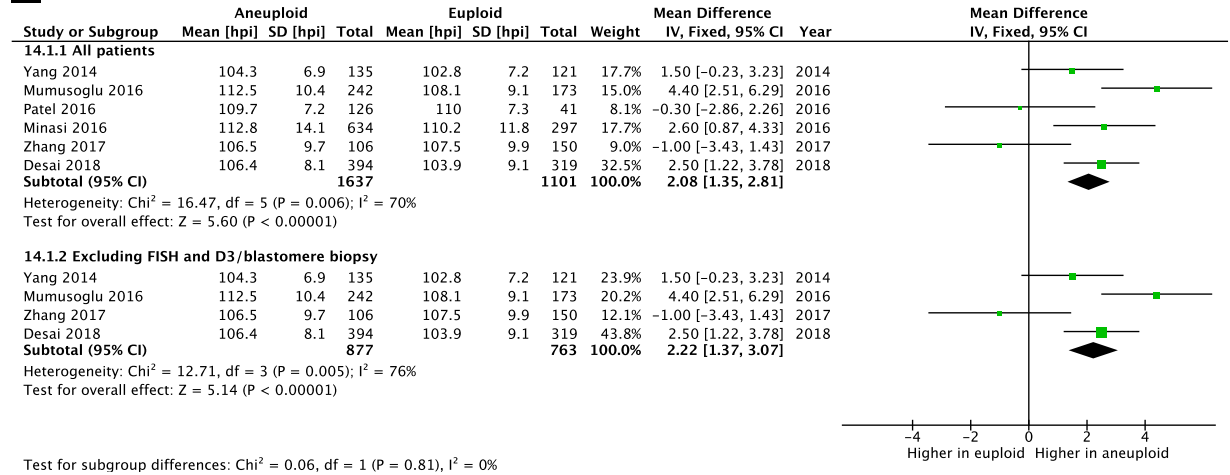 Aneuploid Euploid Mean Difference Mean Difference
Study or Subgroup Mean [hpi] SD [hpi] Total Mean [hpi] SD [hpi] Total Weight IV, Fixed, 95% CI Year IV, Fixed, 95% CI
14.1.1 All patients
Yang 2014 104.3 6.9 135 102.8 7.2 121 17.7% 1.50 [−0.23, 3.23] 2014
Mumusoglu 2016 112.5 10.4 242 108.1 9.1 173 15.0% 4.40 [2.51, 6.29] 2016
Patel 2016 109.7 7.2 126 110 7.3 41 8.1% −0.30 [−2.86, 2.26] 2016
Minasi 2016 112.8 14.1 634 110.2 11.8 297 17.7% 2.60 [0.87, 4.33] 2016
Zhang 2017 106.5 9.7 106 107.5 9.9 150 9.0% −1.00 [−3.43, 1.43] 2017
Desai 2018 106.4 8.1 394 103.9 9.1 319 32.5% 2.50 [1.22, 3.78] 2018
Subtotal (95% CI) 1637 1101 100.0% 2.08 [1.35, 2.81]
Heterogeneity: Chi² = 16.47, df = 5 (P = 0.006); I² = 70%
Test for overall effect: Z = 5.60 (P < 0.00001)
14.1.2 Excluding FISH and D3/blastomere biopsy
Yang 2014 104.3 6.9 135 102.8 7.2 121 23.9% 1.50 [−0.23, 3.23] 2014
Mumusoglu 2016 112.5 10.4 242 108.1 9.1 173 20.2% 4.40 [2.51, 6.29] 2016
Zhang 2017 106.5 9.7 106 107.5 9.9 150 12.1% −1.00 [−3.43, 1.43] 2017
Desai 2018 106.4 8.1 394 103.9 9.1 319 43.8% 2.50 [1.22, 3.78] 2018
Subtotal (95% CI) 877 763 100.0% 2.22 [1.37, 3.07]
Heterogeneity: Chi² = 12.71, df = 3 (P = 0.005); I² = 76%
Test for overall effect: Z = 5.14 (P < 0.00001)
−4 −2 0 2 4
Higher in euploid Higher in aneuploid
Test for subgroup differences: Chi² = 0.06, df = 1 (P = 0.81), I² = 0%